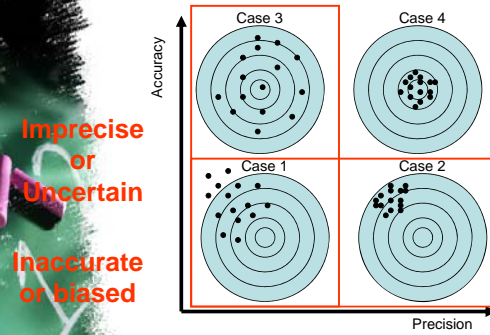 Case 3
Case 4
Accuracy
Imprecise
or
Uncertain
Case 1
Case 2
Inaccurate
or biased
Precision